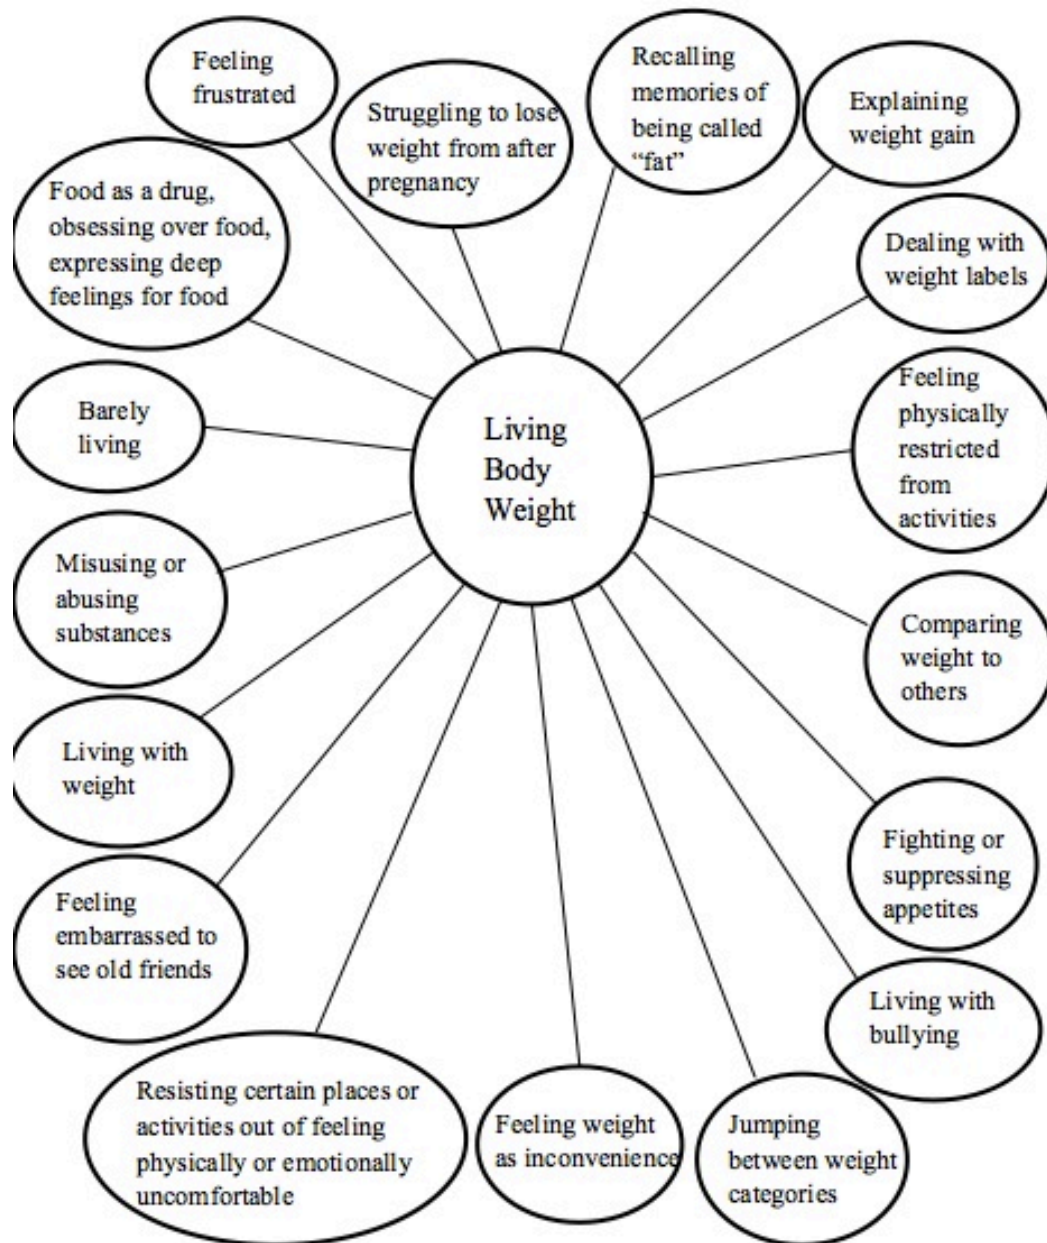 Feeling
frustrated
Struggling to lose
weight from after
pregnancy
Recalling
memories of
being called
“fat”
Explaining
weight gain
Food as a drug,
obsessing over food,
expressing deep
feelings for food
Dealing with
weight labels
Barely
living
Living
Body
Weight
Feeling
physically
restricted
from
activities
Misusing or
abusing
substances
Comparing
weight to
others
Living with
weight
Fighting or
suppressing
appetites
Feeling
embarrassed to
see old friends
Living with
bullying
Resisting certain places or
activities out of feeling
physically or emotionally
uncomfortable
Feeling weight
as inconvenience
Jumping
between weight
categories